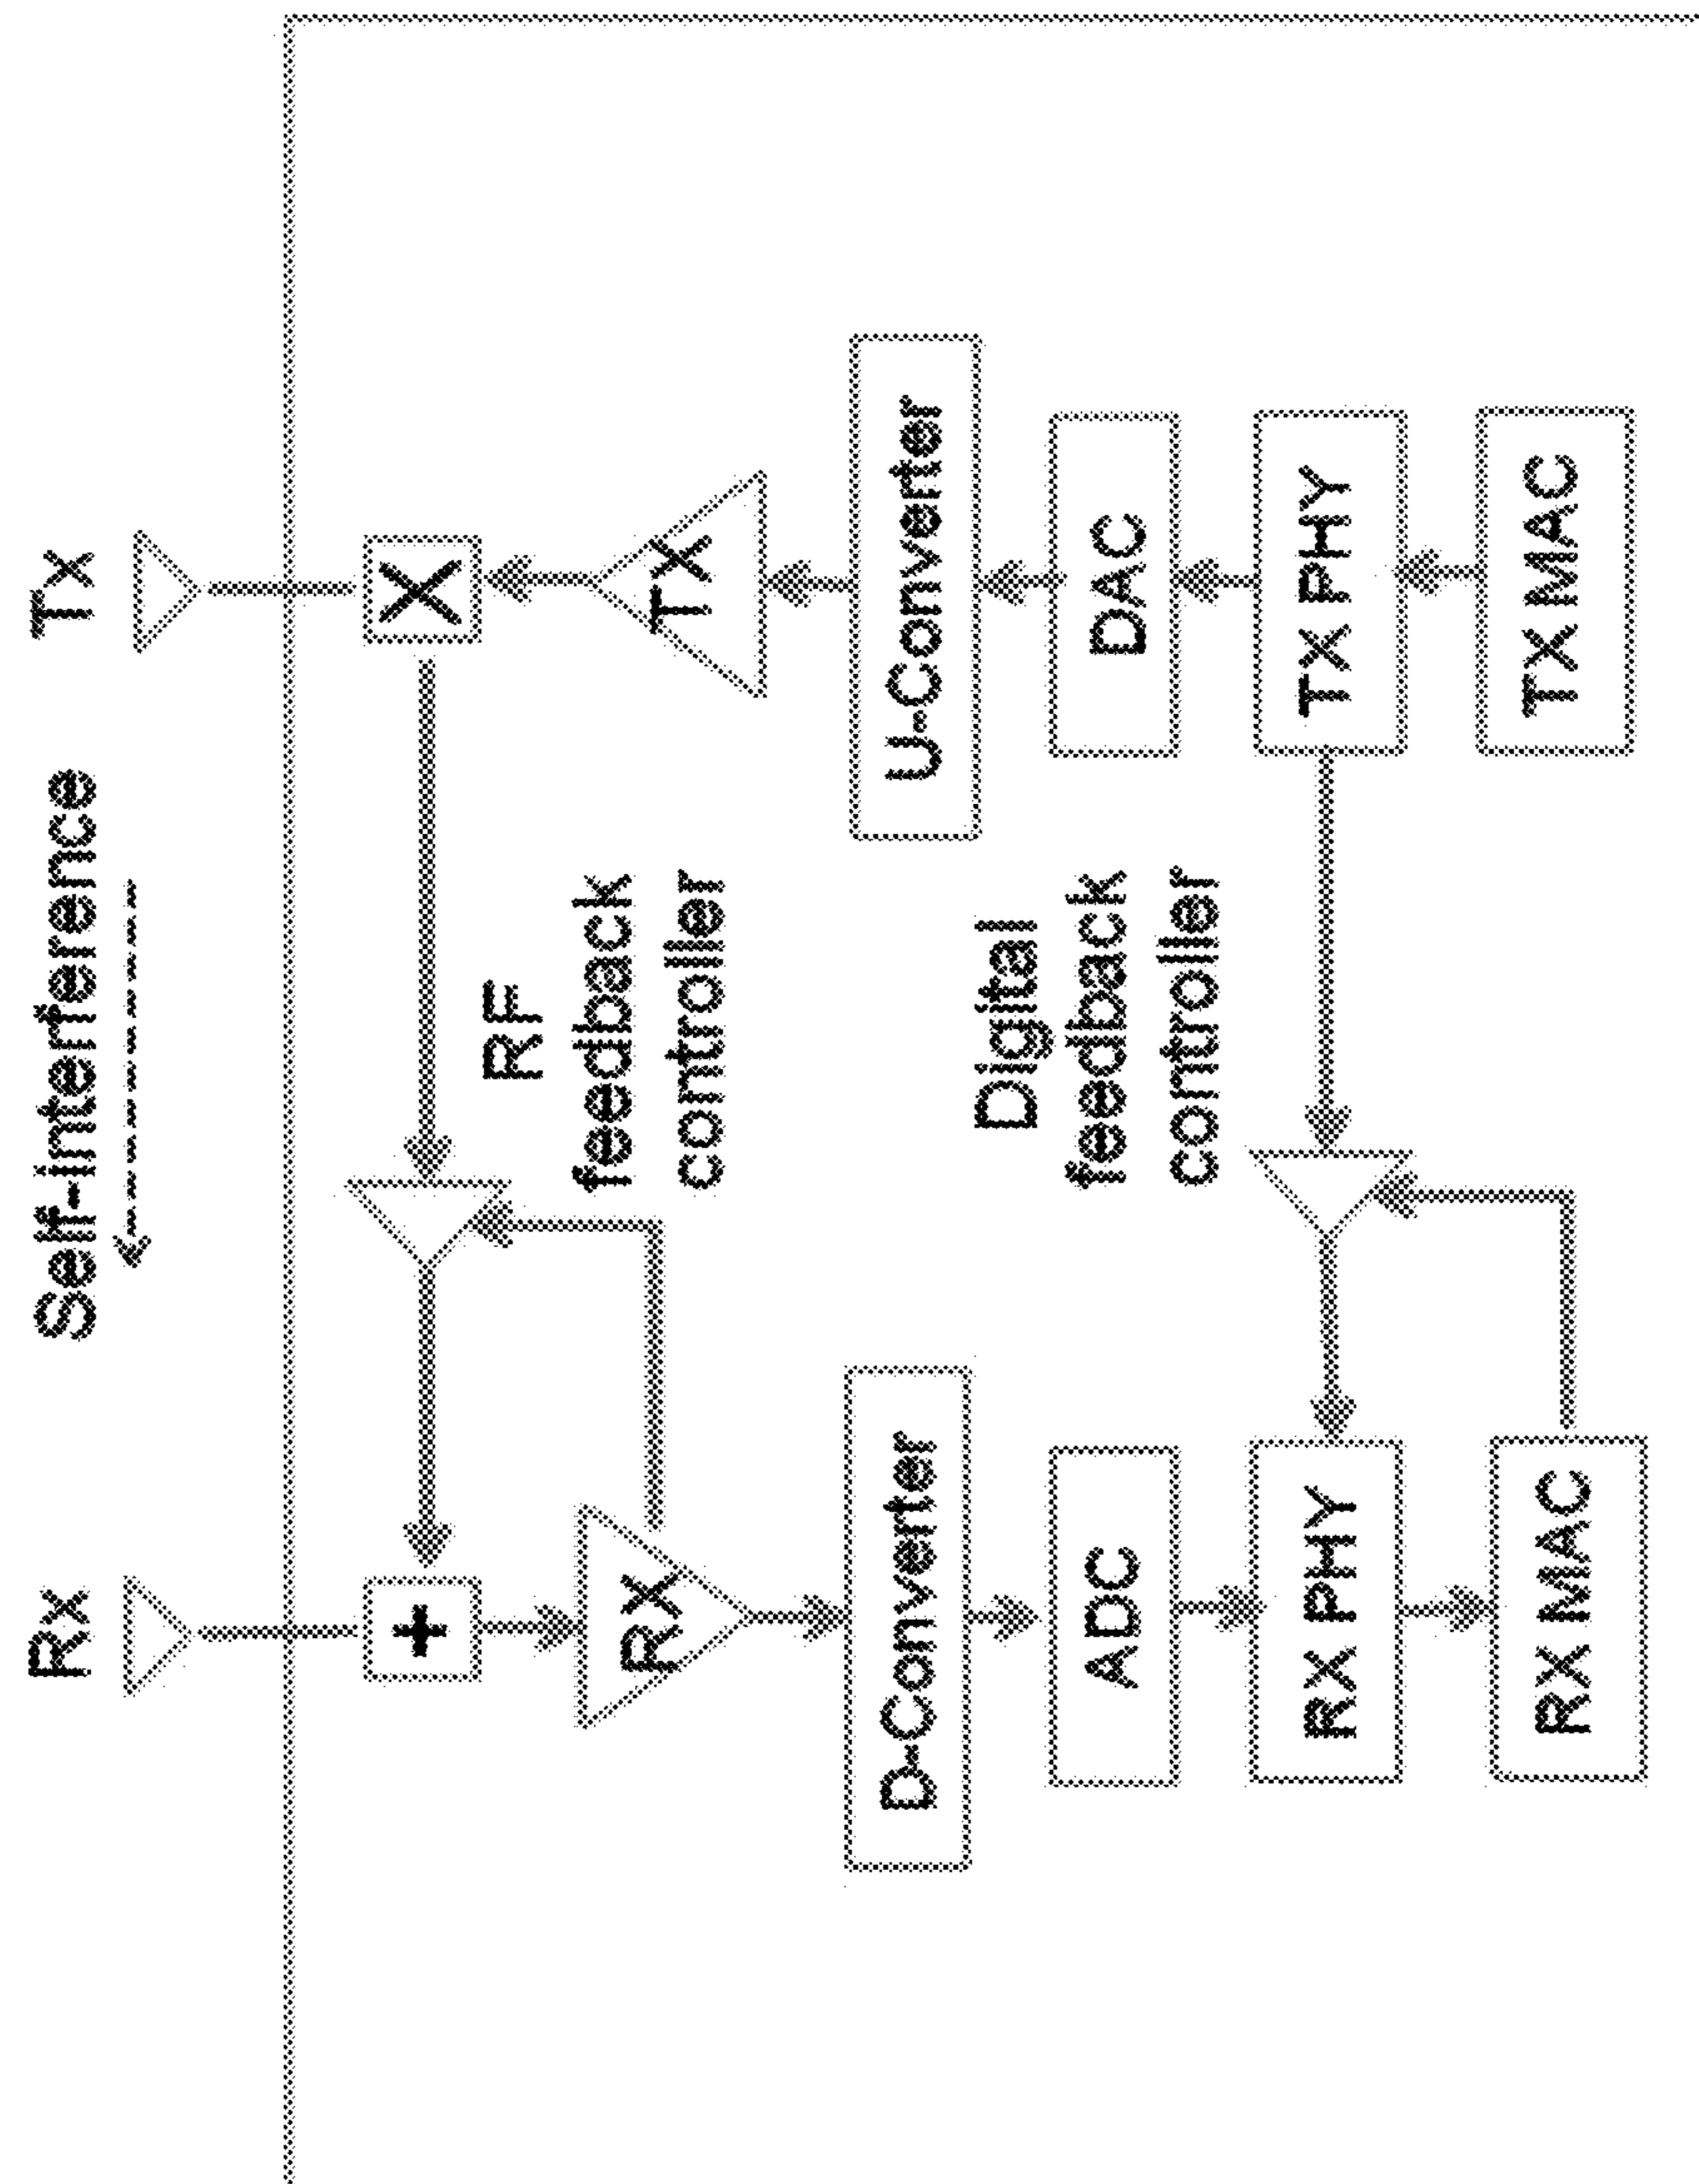 Rx
Self-interference
Tx
+
X
RF
feedback
controller
RX
TX
D-Converter
U-Converter
Digital
feedback
controller
ADC
DAC
RX PHY
TX PHY
RX MAC
TX MAC